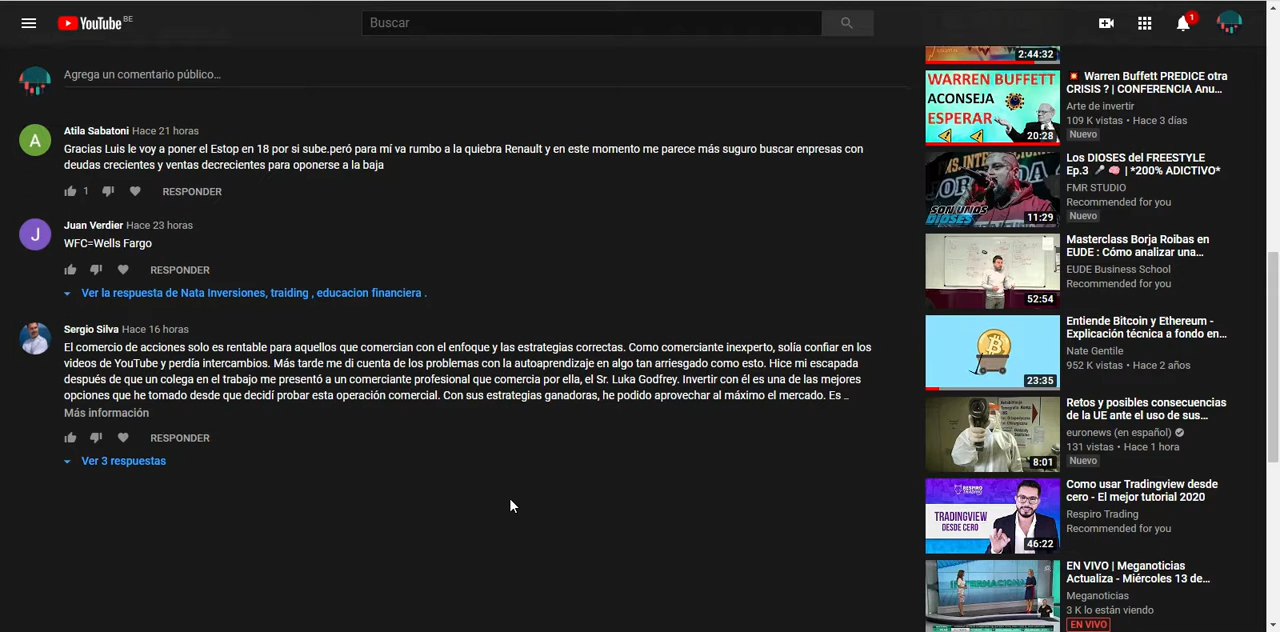 YouTube BE
Buscar
1
Agrega un comentario público...
A
Atila Sabatoni Hace 21 horas
Gracias Luis le voy a poner el Estop en 18 por si sube peró para mí va rumbo a la quiebra Renault y en este momento me parece más suguro buscar enpresas con
deudas crecientes y ventas decrecientes para oponerse a la baja
1
RESPONDER
J
Juan Verdier Hace 23 horas
WFC=Wells Fargo
RESPONDER
Ver la respuesta de Nata Inversiones, traiding , educacion financiera .
Sergio Silva Hace 16 horas
El comercio de acciones solo es rentable para aquellos que comercian con el enfoque y las estrategias correctas. Como comerciante inexperto, solía confiar en los
videos de YouTube y perdía intercambios. Más tarde me di cuenta de los problemas con la autoaprendizaje en algo tan arriesgado como esto. Hice mi escapada
después de que un colega en el trabajo me presentó a un comerciante profesional que comercia por ella, el Sr. Luka Godfrey. Invertir con él es una de las mejores
opciones que he tomado desde que decidí probar esta operación comercial. Con sus estrategias ganadoras, he podido aprovechar al máximo el mercado. Es ...
Más información
RESPONDER
Ver 3 respuestas
2:44:32
WARREN BUFFETT
ACONSEJA
ESPERAR
20:28
Warren Buffett PREDICE otra
CRISIS ? | CONFERENCIA Anu...
Arte de invertir
109 K vistas • Hace 3 días
Nuevo
SON UNOS
DIOSES
11:29
Los DIOSES del FREESTYLE
Ep.3 | *200% ADICTIVO*
FMR STUDIO
Recommended for you
Nuevo
52:54
Masterclass Borja Roibas en
EUDE : Cómo analizar una...
EUDE Business School
Recommended for you
23:35
Entiende Bitcoin y Ethereum -
Explicación técnica a fondo en...
Nate Gentile
952 K vistas • Hace 2 años
8:01
Retos y posibles consecuencias
de la UE ante el uso de sus...
euronews (en español)
131 vistas • Hace 1 hora
Nuevo
RESPIRO
TRADING
TRADINGVIEW
DESDE CERO
46:22
Como usar Tradingview desde
cero - El mejor tutorial 2020
Respiro Trading
Recommended for you
INTERNACIONAL
EN VIVO | Meganoticias
Actualiza - Miércoles 13 de...
Meganoticias
3 K lo están viendo
EN VIVO